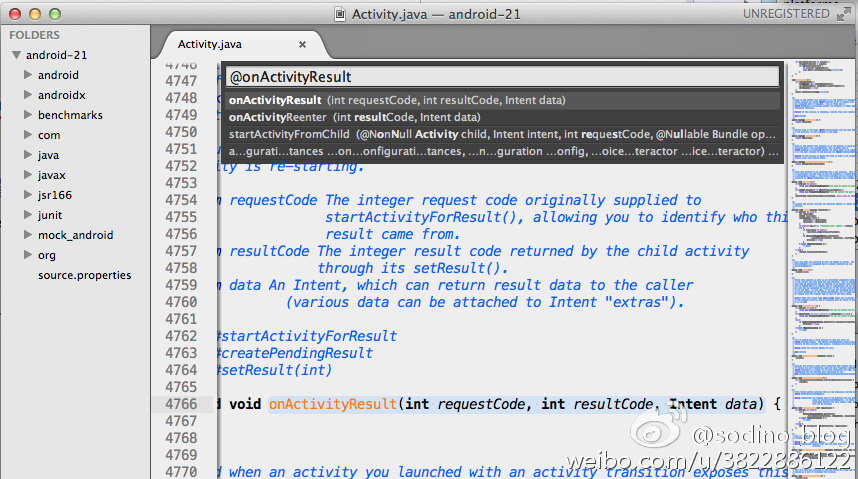 platforms
Activity.java — android-21
UNREGISTERED
FOLDERS
android-21
android
androidx
benchmarks
com
java
javax
jsr166
junit
mock_android
org
source.properties
Activity.java ×
@onActivityResult
onActivityResult (int requestCode, int resultCode, Intent data)
onActivityReenter (int resultCode, Intent data)
startActivityFromChild (@NonNull Activity child, Intent intent, int requestCode, @Nullable Bundle op...
a...gurati...tances ...on...onfigurati...tances, ...n...guration ...onfig, ...oice...teractor ...ice...teractor) ...
4746
4747
4748
4749
4750
4751
4752 ity is re-starting.
4753
4754 m requestCode The integer request code originally supplied to
4755 startActivityForResult(), allowing you to identify who thi
4756 result came from.
4757 m resultCode The integer result code returned by the child activity
4758 through its setResult().
4759 m data An Intent, which can return result data to the caller
4760 (various data can be attached to Intent "extras").
4761
4762 #startActivityForResult
4763 #createPendingResult
4764 #setResult(int)
4765
4766 d void onActivityResult(int requestCode, int resultCode, Intent data) {
4767
4768
4769
4770 d when an activity you launched with an activity transition exposes this
@sodino-blog
weibo.com/u/3822886122